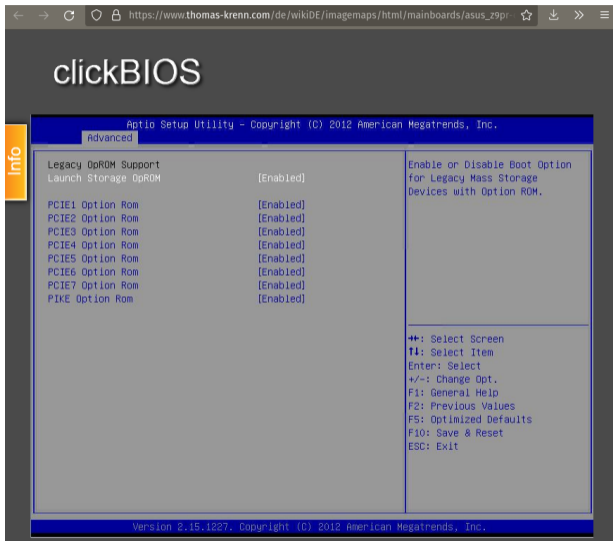 https://www.thomas-krenn.com/de/wikiDE/imagemaps/html/mainboards/asus_z9pr-
clickBIOS
Info
Aptio Setup Utility – Copyright (C) 2012 American Megatrends, Inc.
Advanced
Legacy OpROM Support
Launch Storage OpROM [Enabled]
PCIE1 Option Rom [Enabled]
PCIE2 Option Rom [Enabled]
PCIE3 Option Rom [Enabled]
PCIE4 Option Rom [Enabled]
PCIE5 Option Rom [Enabled]
PCIE6 Option Rom [Enabled]
PCIE7 Option Rom [Enabled]
PIKE Option Rom [Enabled]
Enable or Disable Boot Option
for Legacy Mass Storage
Devices with Option ROM.
→←: Select Screen
↑↓: Select Item
Enter: Select
+/-: Change Opt.
F1: General Help
F2: Previous Values
F5: Optimized Defaults
F10: Save & Reset
ESC: Exit
Version 2.15.1227. Copyright (C) 2012 American Megatrends, Inc.